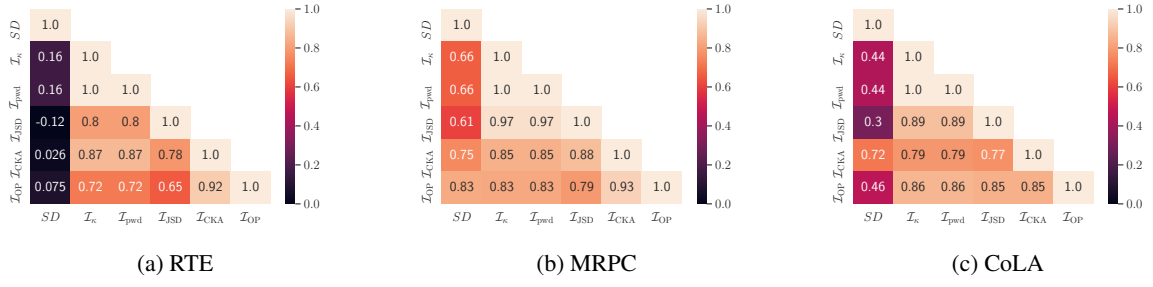 SD 1.0
𝓘κ 0.16 1.0
𝓘pwd 0.16 1.0 1.0
𝓘JSD -0.12 0.8 0.8 1.0
𝓘CKA 0.026 0.87 0.87 0.78 1.0
𝓘OP 0.075 0.72 0.72 0.65 0.92 1.0
SD 𝓘κ 𝓘pwd 𝓘JSD 𝓘CKA 𝓘OP
1.0
0.8
0.6
0.4
0.2
0.0
(a) RTE
SD 1.0
𝓘κ 0.66 1.0
𝓘pwd 0.66 1.0 1.0
𝓘JSD 0.61 0.97 0.97 1.0
𝓘CKA 0.75 0.85 0.85 0.88 1.0
𝓘OP 0.83 0.83 0.83 0.79 0.93 1.0
SD 𝓘κ 𝓘pwd 𝓘JSD 𝓘CKA 𝓘OP
1.0
0.8
0.6
0.4
0.2
0.0
(b) MRPC
SD 1.0
𝓘κ 0.44 1.0
𝓘pwd 0.44 1.0 1.0
𝓘JSD 0.3 0.89 0.89 1.0
𝓘CKA 0.72 0.79 0.79 0.77 1.0
𝓘OP 0.46 0.86 0.86 0.85 0.85 1.0
SD 𝓘κ 𝓘pwd 𝓘JSD 𝓘CKA 𝓘OP
1.0
0.8
0.6
0.4
0.2
0.0
(c) CoLA